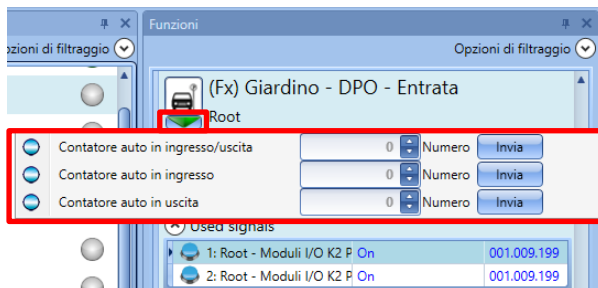 Funzioni
ozioni di filtraggio
Opzioni di filtraggio
(Fx) Giardino - DPO - Entrata
Root
Contatore auto in ingresso/uscita 0 Numero Invia
Contatore auto in ingresso 0 Numero Invia
Contatore auto in uscita 0 Numero Invia
Used signals
1: Root - Moduli I/O K2 P On 001.009.199
2: Root - Moduli I/O K2 P On 001.009.199